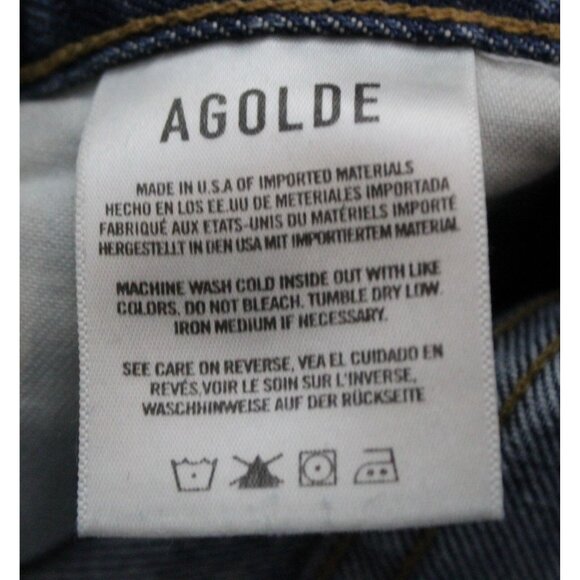 AGOLDE
MADE IN U.S.A OF IMPORTED MATERIALS
HECHO EN LOS EE.UU DE METERIALES IMPORTADA
FABRIQUÉ AUX ETATS-UNIS DU MATÉRIELS IMPORTÉ
HERGESTELLT IN DEN USA MIT IMPORTIERTEM MATERIAL
MACHINE WASH COLD INSIDE OUT WITH LIKE
COLORS. DO NOT BLEACH. TUMBLE DRY LOW.
IRON MEDIUM IF NECESSARY.
SEE CARE ON REVERSE, VEA EL CUIDADO EN
REVÉS,VOIR LE SOIN SUR L'INVERSE,
WASCHHINWEISE AUF DER RÜCKSEITE